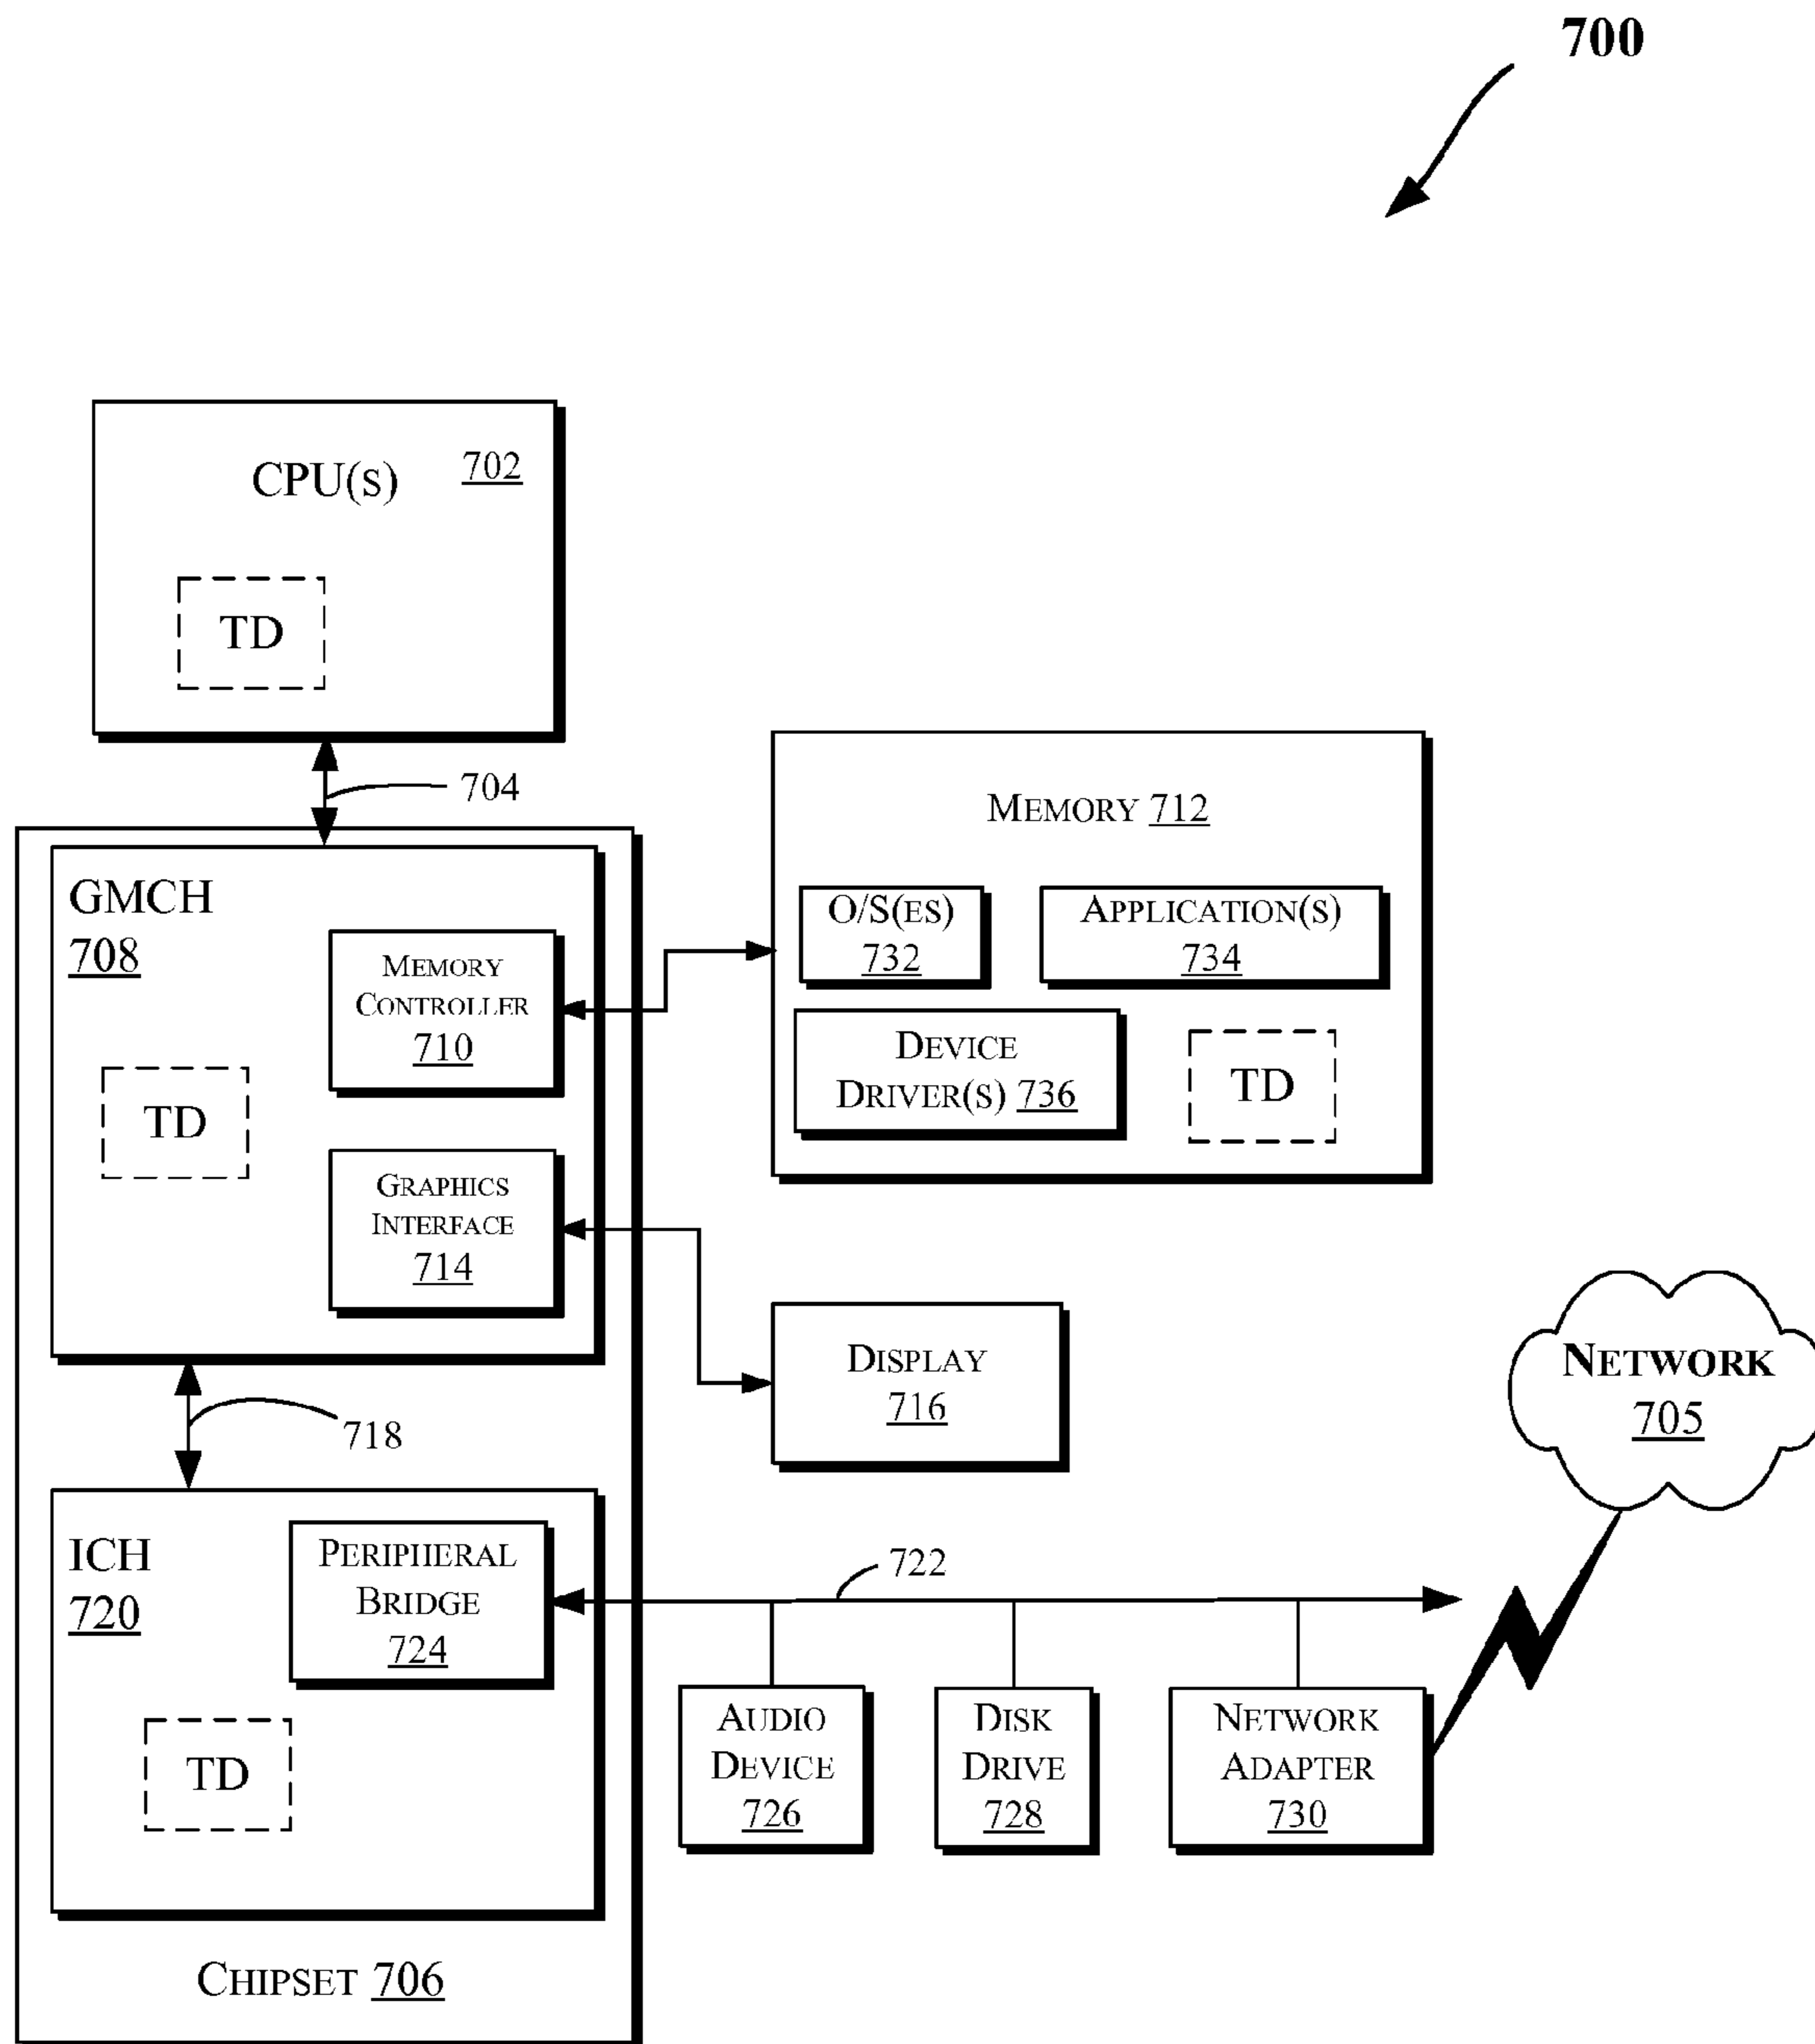 700
CPU(s) 702
TD
704
MEMORY 712
O/S(ES)
732
APPLICATION(S)
734
DEVICE
DRIVER(S) 736
TD
GMCH
708
MEMORY
CONTROLLER
710
TD
GRAPHICS
INTERFACE
714
DISPLAY
716
NETWORK
705
718
ICH
720
PERIPHERAL
BRIDGE
724
722
TD
AUDIO
DEVICE
726
DISK
DRIVE
728
NETWORK
ADAPTER
730
CHIPSET 706